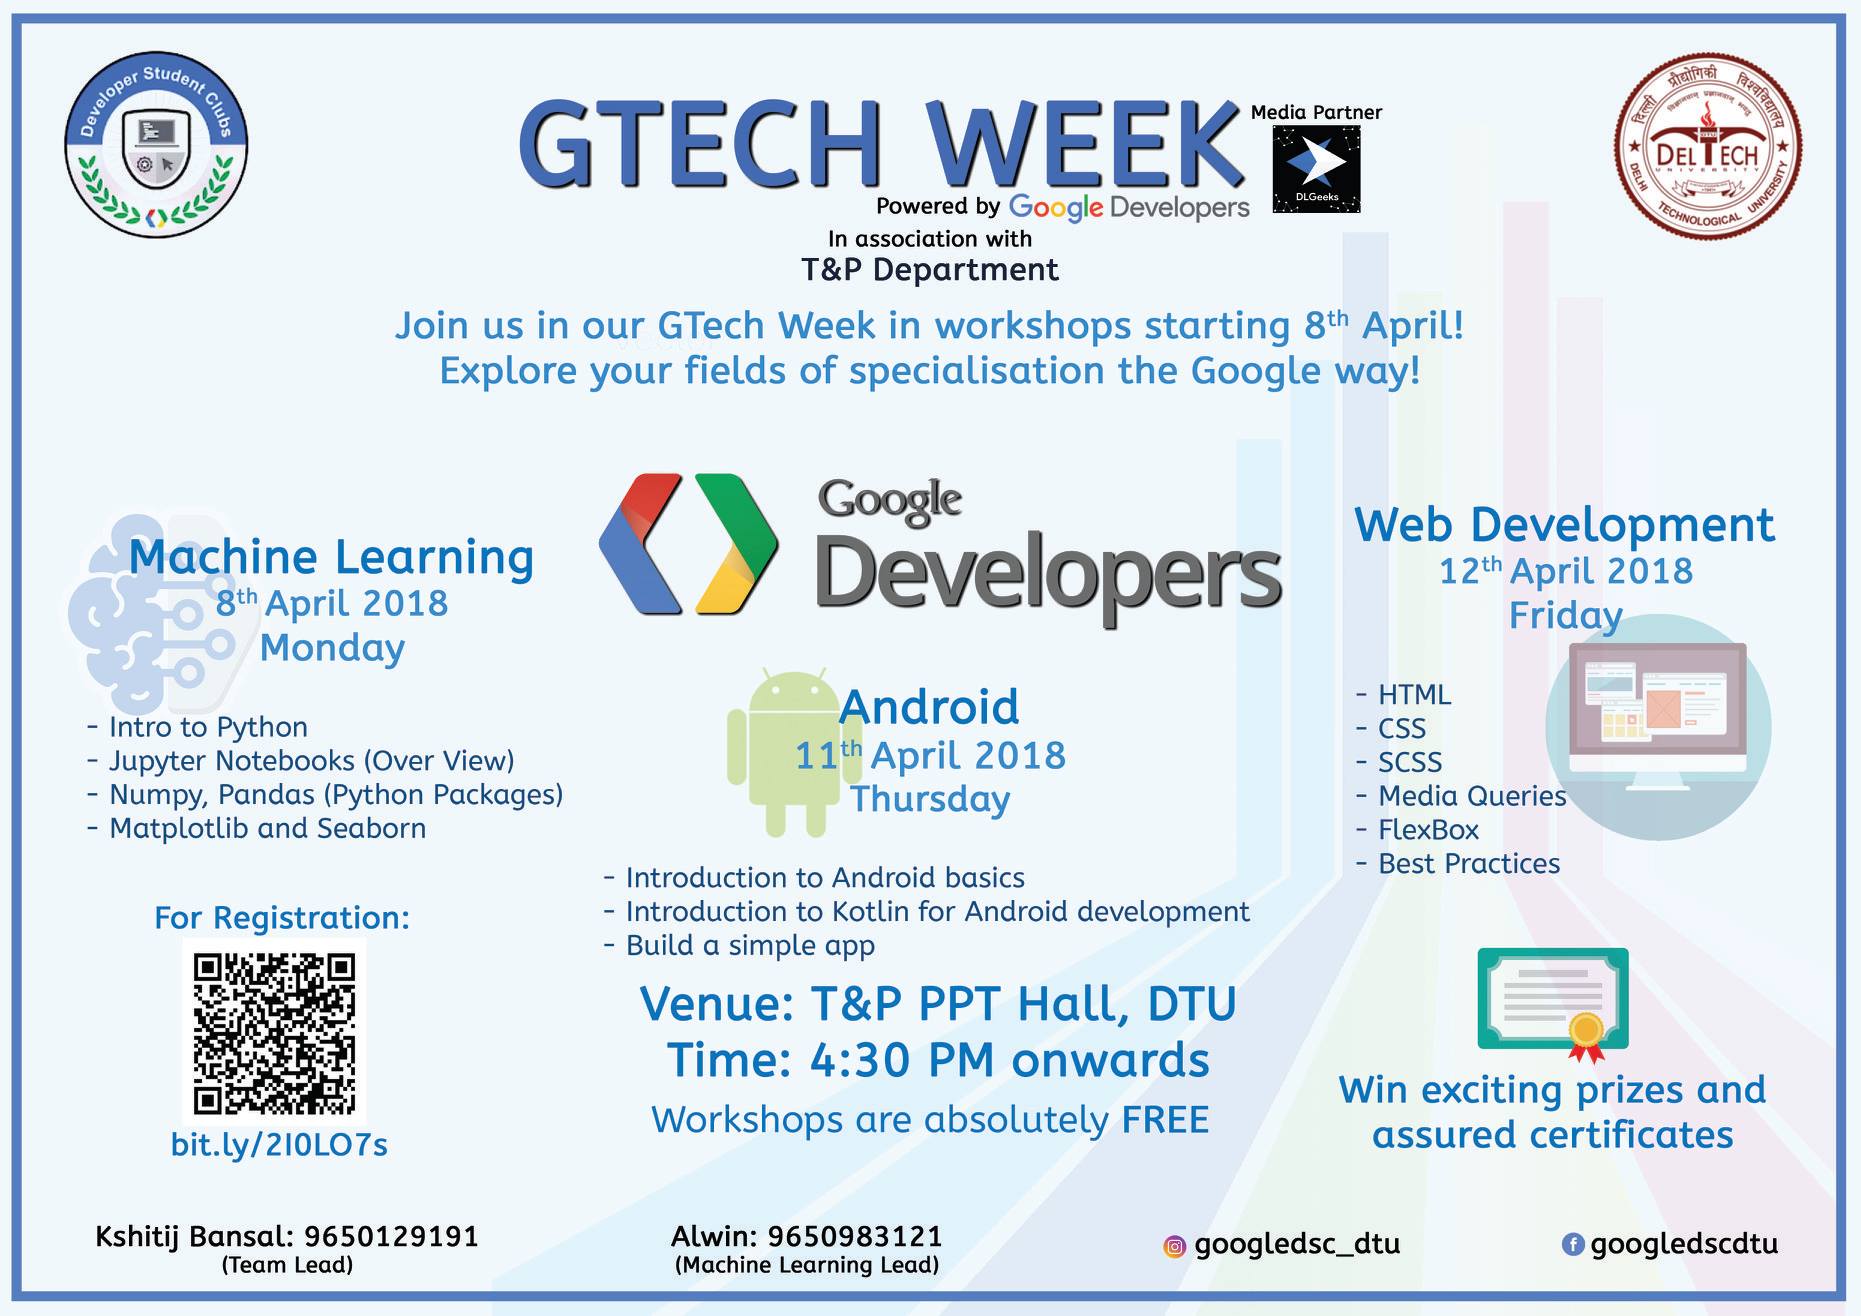 Developer Student Clubs
GTECH WEEK
Powered by Google Developers
In association with
T&P Department
Media Partner
DLGeeks
दिल्ली प्रौद्योगिकी विश्वविद्यालय
DTU
DELTECH
UNIVERSITY
DELHI TECHNOLOGICAL UNIVERSITY
Join us in our GTech Week in workshops starting 8th April!
Explore your fields of specialisation the Google way!
Google
Developers
Machine Learning
8th April 2018
Monday
- Intro to Python
- Jupyter Notebooks (Over View)
- Numpy, Pandas (Python Packages)
- Matplotlib and Seaborn
Android
11th April 2018
Thursday
- Introduction to Android basics
- Introduction to Kotlin for Android development
- Build a simple app
Web Development
12th April 2018
Friday
- HTML
- CSS
- SCSS
- Media Queries
- FlexBox
- Best Practices
For Registration:
bit.ly/2I0LO7s
Venue: T&P PPT Hall, DTU
Time: 4:30 PM onwards
Workshops are absolutely FREE
Win exciting prizes and
assured certificates
Kshitij Bansal: 9650129191
(Team Lead)
Alwin: 9650983121
(Machine Learning Lead)
googledsc_dtu
googledscdtu